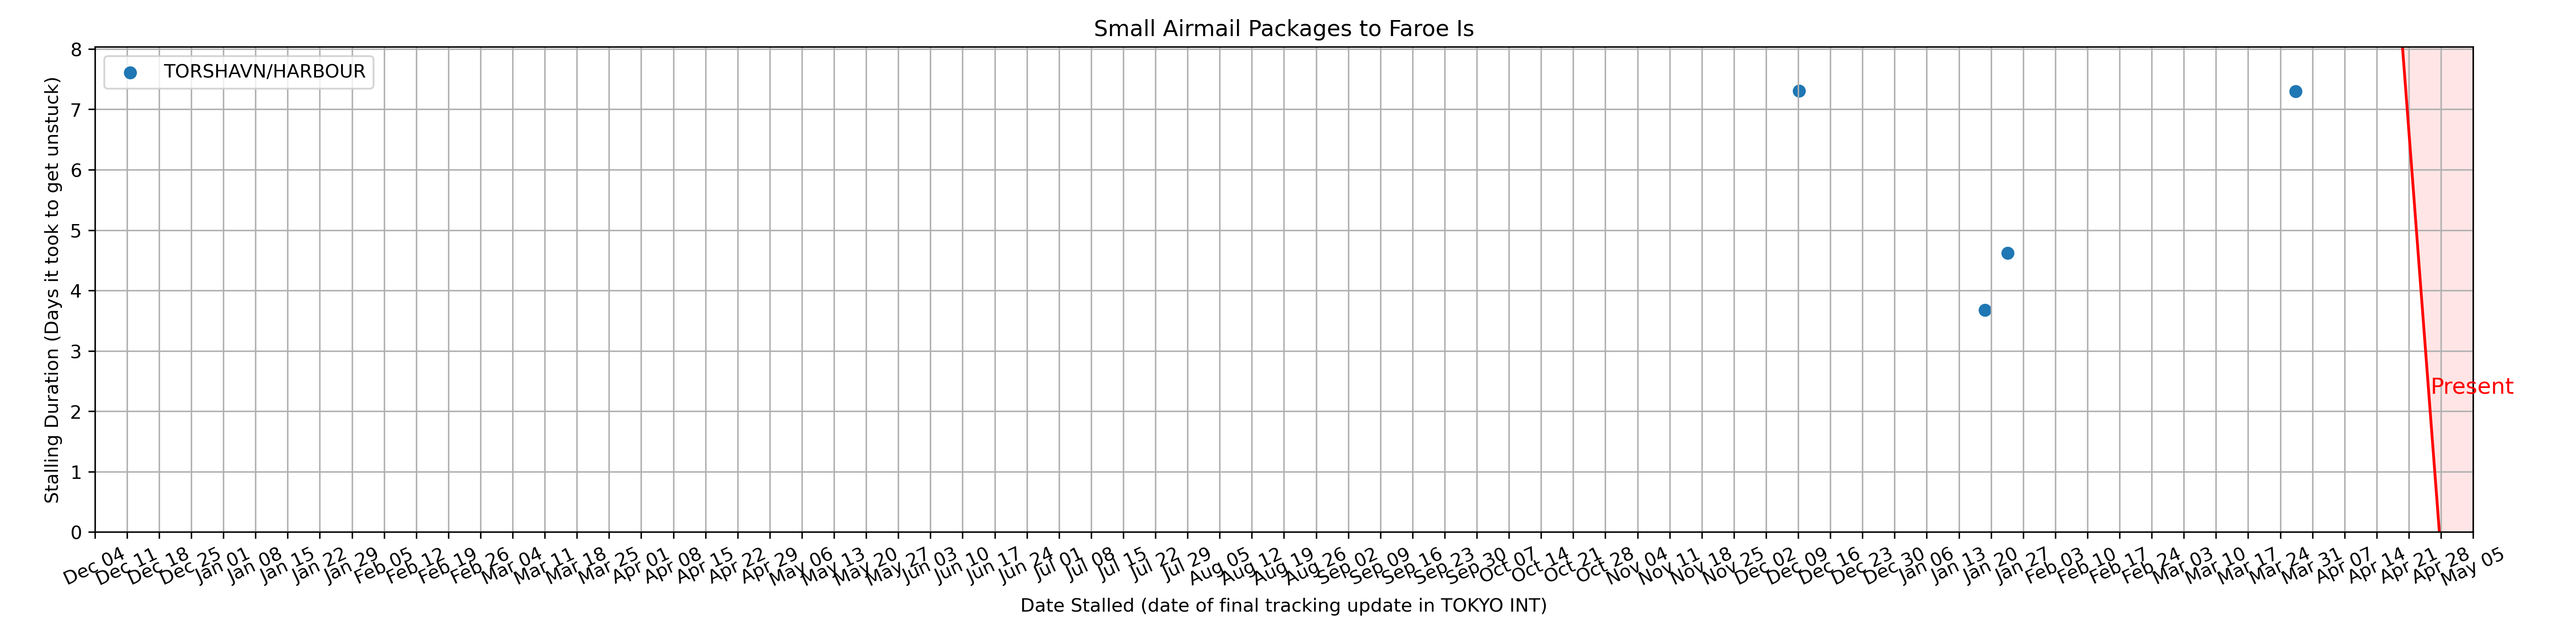 Small Airmail Packages to Faroe Is
TORSHAVN/HARBOUR
Stalling Duration (Days it took to get unstuck)
8
7
6
5
4
3
2
1
0
Present
Dec 04
Dec 11
Dec 18
Dec 25
Jan 01
Jan 08
Jan 15
Jan 22
Jan 29
Feb 05
Feb 12
Feb 19
Feb 26
Mar 04
Mar 11
Mar 18
Mar 25
Apr 01
Apr 08
Apr 15
Apr 22
Apr 29
May 06
May 13
May 20
May 27
Jun 03
Jun 10
Jun 17
Jun 24
Jul 01
Jul 08
Jul 15
Jul 22
Jul 29
Aug 05
Aug 12
Aug 19
Aug 26
Sep 02
Sep 09
Sep 16
Sep 23
Sep 30
Oct 07
Oct 14
Oct 21
Oct 28
Nov 04
Nov 11
Nov 18
Nov 25
Dec 02
Dec 09
Dec 16
Dec 23
Dec 30
Jan 06
Jan 13
Jan 20
Jan 27
Feb 03
Feb 10
Feb 17
Feb 24
Mar 03
Mar 10
Mar 17
Mar 24
Mar 31
Apr 07
Apr 14
Apr 21
Apr 28
May 05
Date Stalled (date of final tracking update in TOKYO INT)